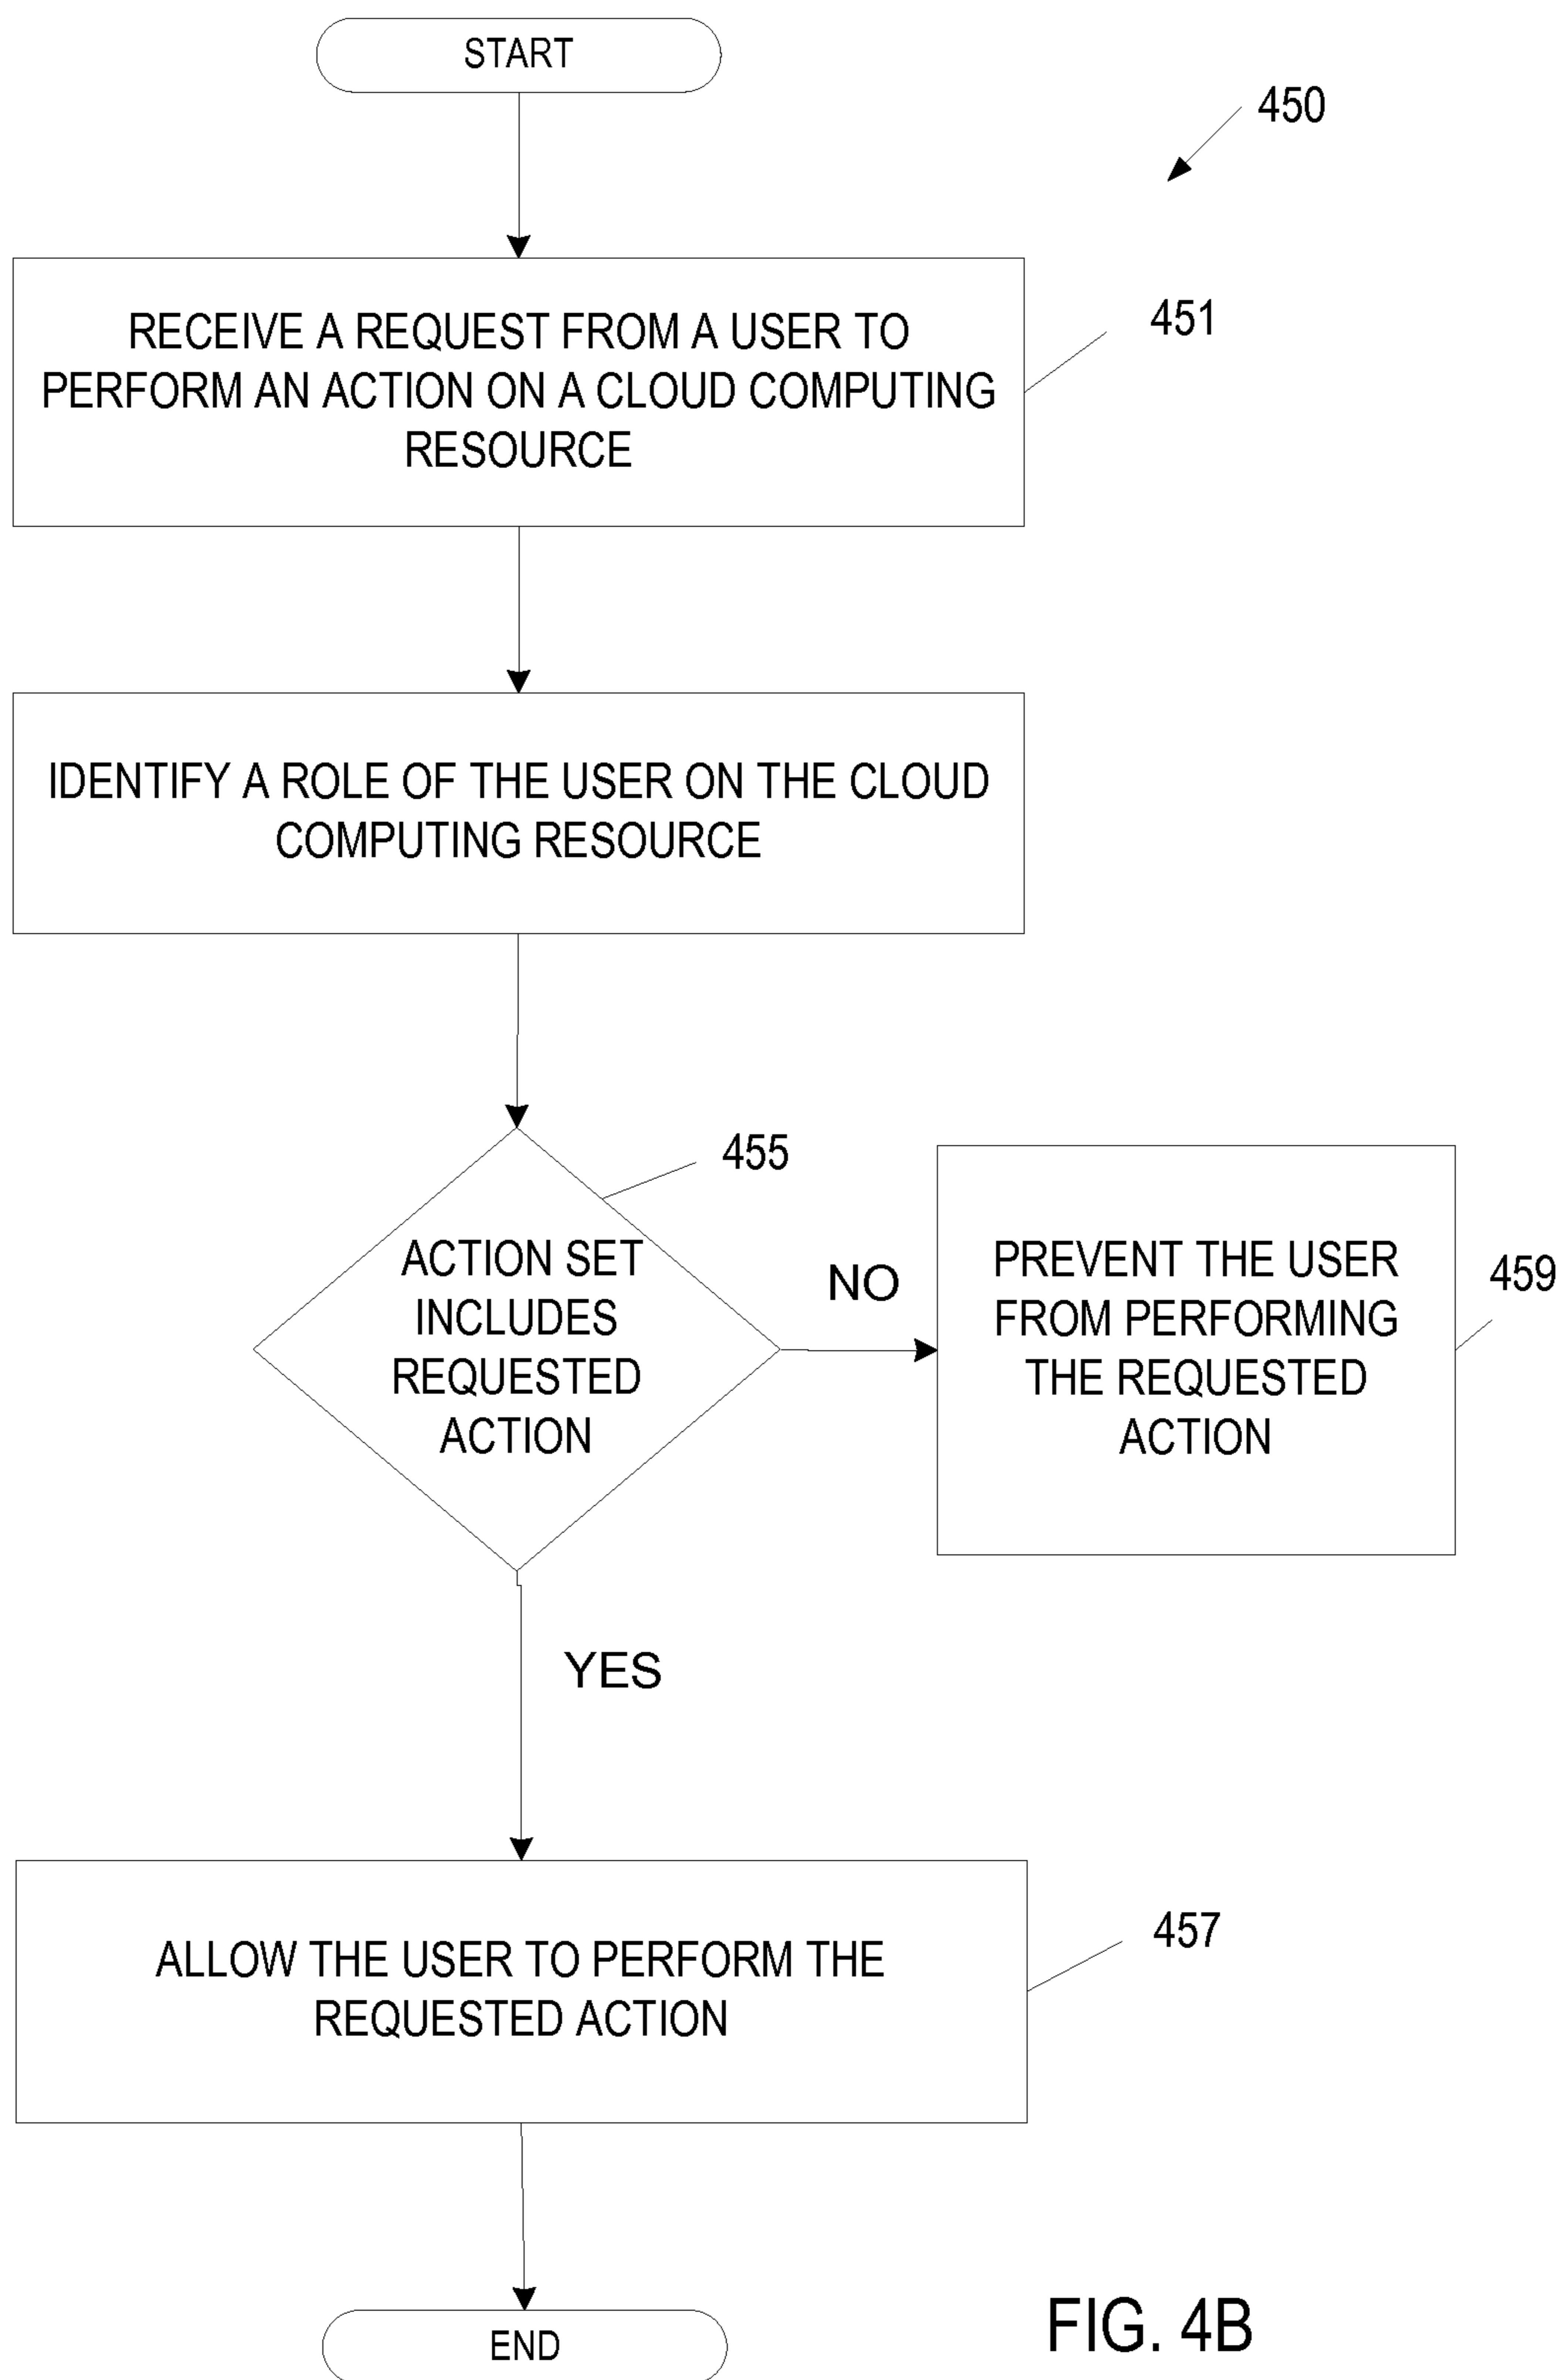 START
450
RECEIVE A REQUEST FROM A USER TO
PERFORM AN ACTION ON A CLOUD COMPUTING
RESOURCE
451
IDENTIFY A ROLE OF THE USER ON THE CLOUD
COMPUTING RESOURCE
455
ACTION SET
INCLUDES
REQUESTED
ACTION
NO
PREVENT THE USER
FROM PERFORMING
THE REQUESTED
ACTION
459
YES
ALLOW THE USER TO PERFORM THE
REQUESTED ACTION
457
END
FIG. 4B